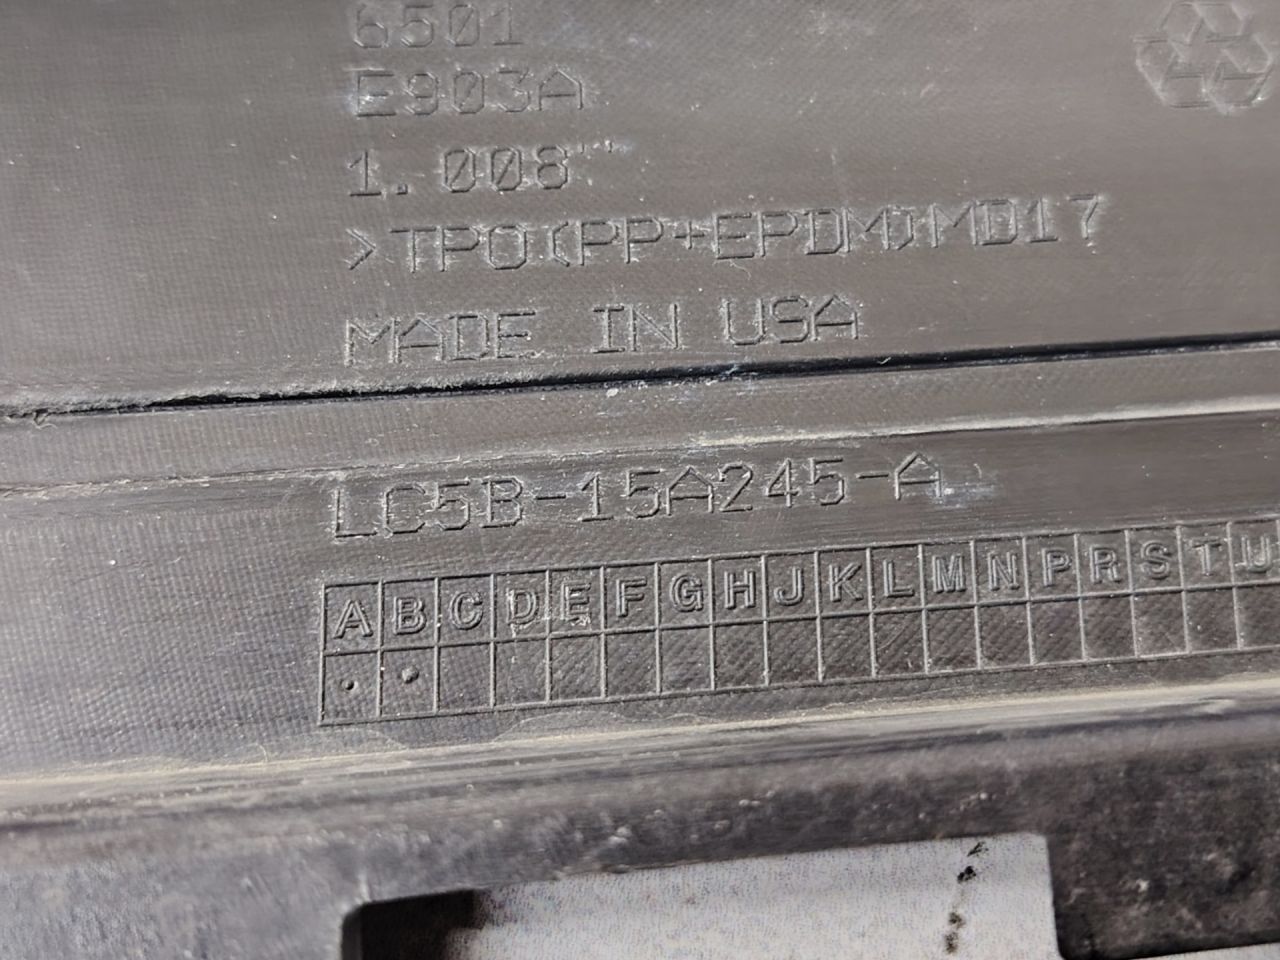 6501
E903A
1.008"
>TPO(PP+EPDM)MD17
MADE IN USA
LC5B-15A245-A
A B C D E F G H J K L M N P R S T U